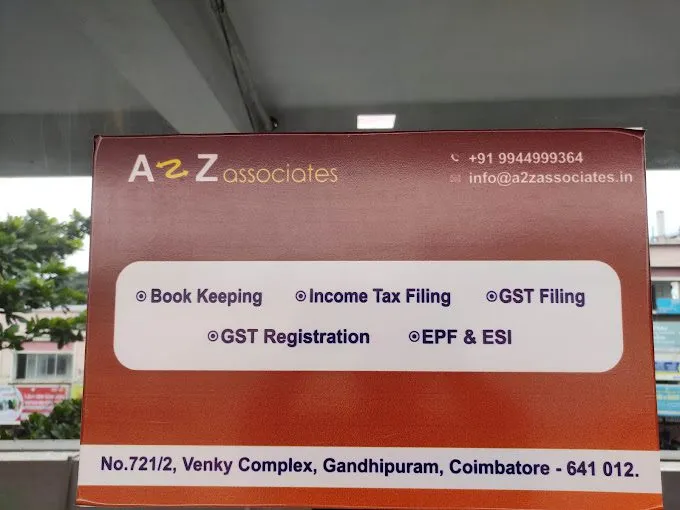 A2Z associates
+91 9944999364
info@a2zassociates.in
Book Keeping
Income Tax Filing
GST Filing
GST Registration
EPF & ESI
No.721/2, Venky Complex, Gandhipuram, Coimbatore - 641 012.